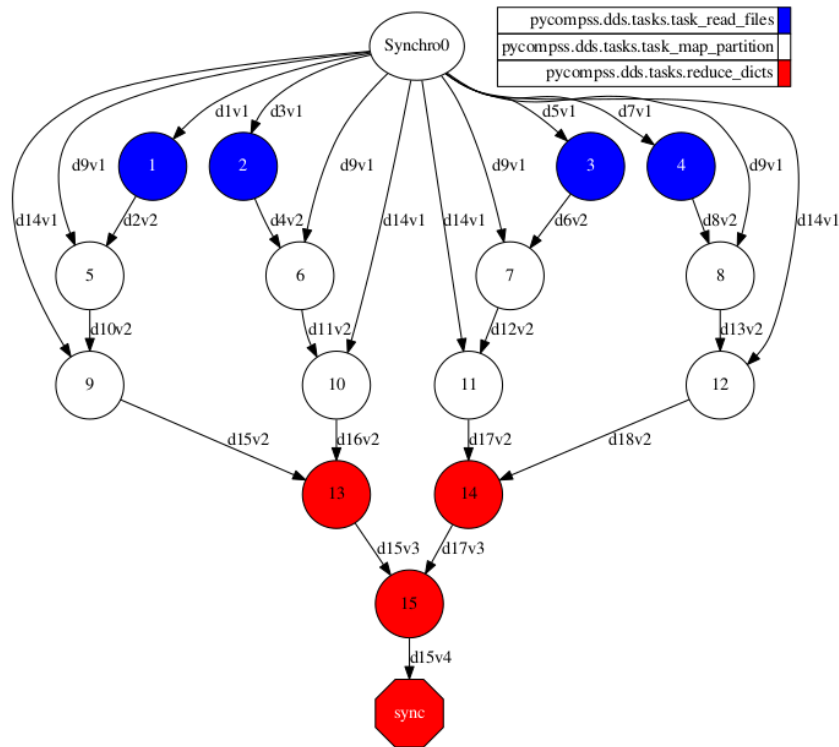 Synchro0
pycompss.dds.tasks.task_read_files
pycompss.dds.tasks.task_map_partition
pycompss.dds.tasks.reduce_dicts
d1v1
d3v1
d5v1
d7v1
1
2
3
4
d9v1
d9v1
d9v1
d9v1
d14v1
d2v2
d4v2
d14v1
d14v1
d6v2
d8v2
d14v1
5
6
7
8
d10v2
d11v2
d12v2
d13v2
9
10
11
12
d15v2
d16v2
d17v2
d18v2
13
14
d15v3
d17v3
15
d15v4
sync